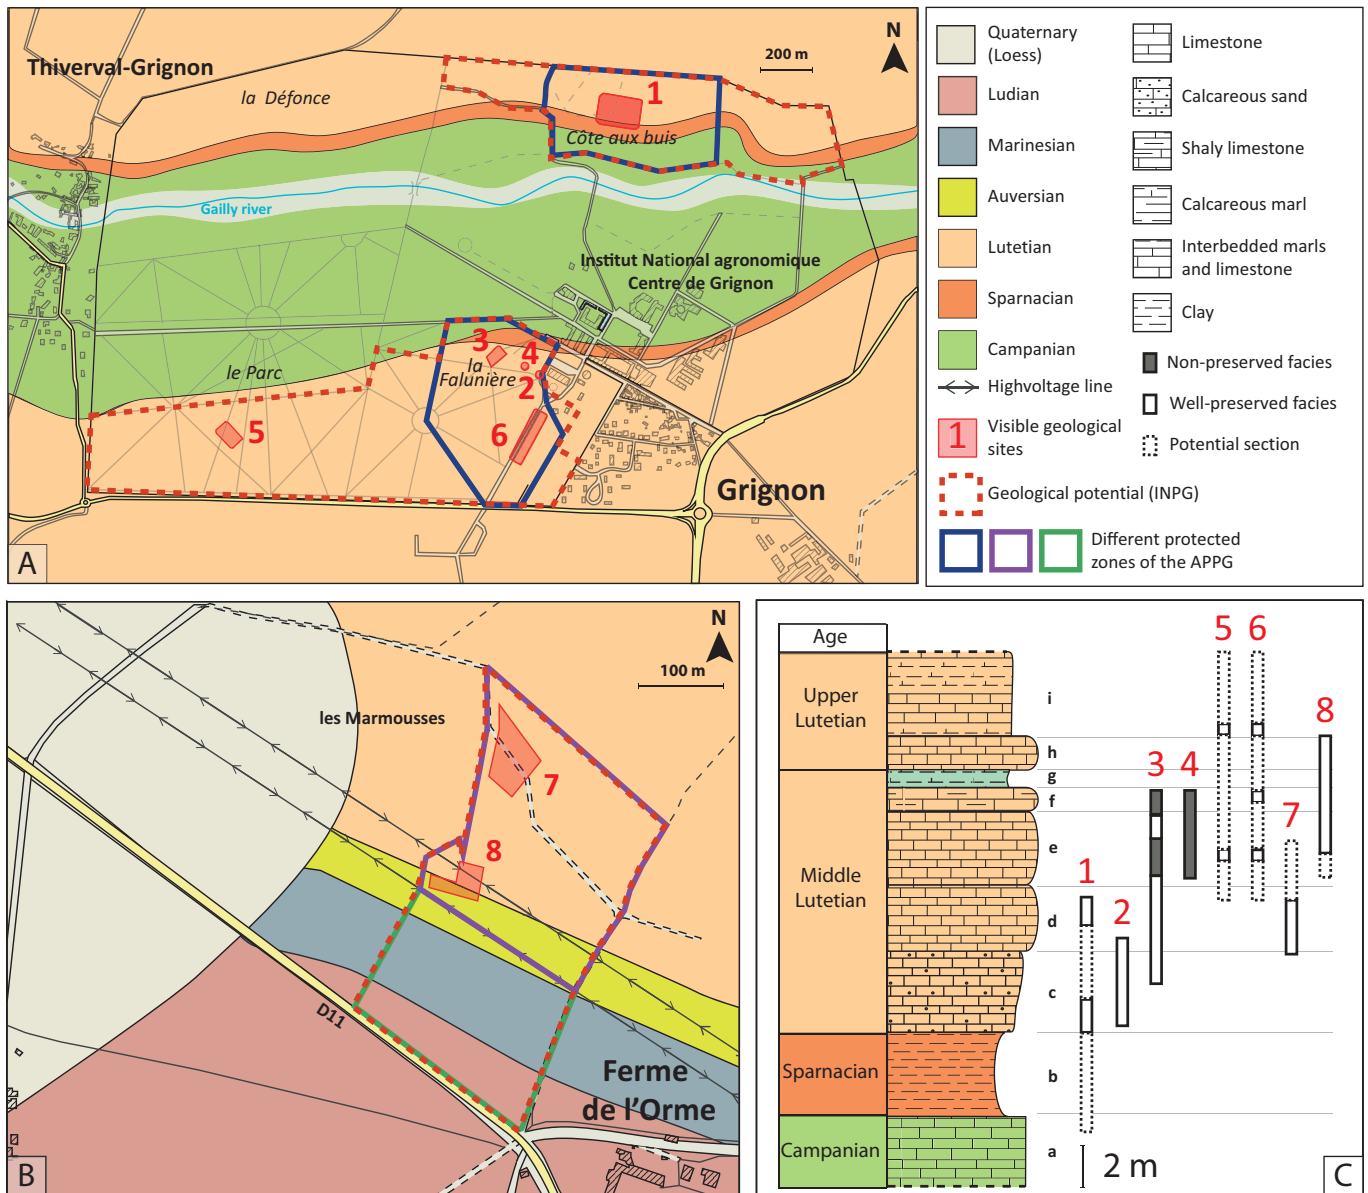 Thiverval-Grignon
la Défonce
200 m
N
1
Côte aux buis
Gailly river
Institut National agronomique
Centre de Grignon
3
4
la
Falunière
2
le Parc
5
6
Grignon
A
Quaternary
(Loess)
Ludian
Marinesian
Auversian
Lutetian
Sparnacian
Campanian
Highvoltage line
1
Visible geological
sites
Geological potential (INPG)
Different protected
zones of the APPG
Limestone
Calcareous sand
Shaly limestone
Calcareous marl
Interbedded marls
and limestone
Clay
Non-preserved facies
Well-preserved facies
Potential section
N
100 m
les Marmousses
7
8
D11
Ferme
de l'Orme
B
Age
Upper
Lutetian
Middle
Lutetian
Sparnacian
Campanian
i
h
g
f
e
d
c
b
a
1
2
3
4
5
6
7
8
2 m
C